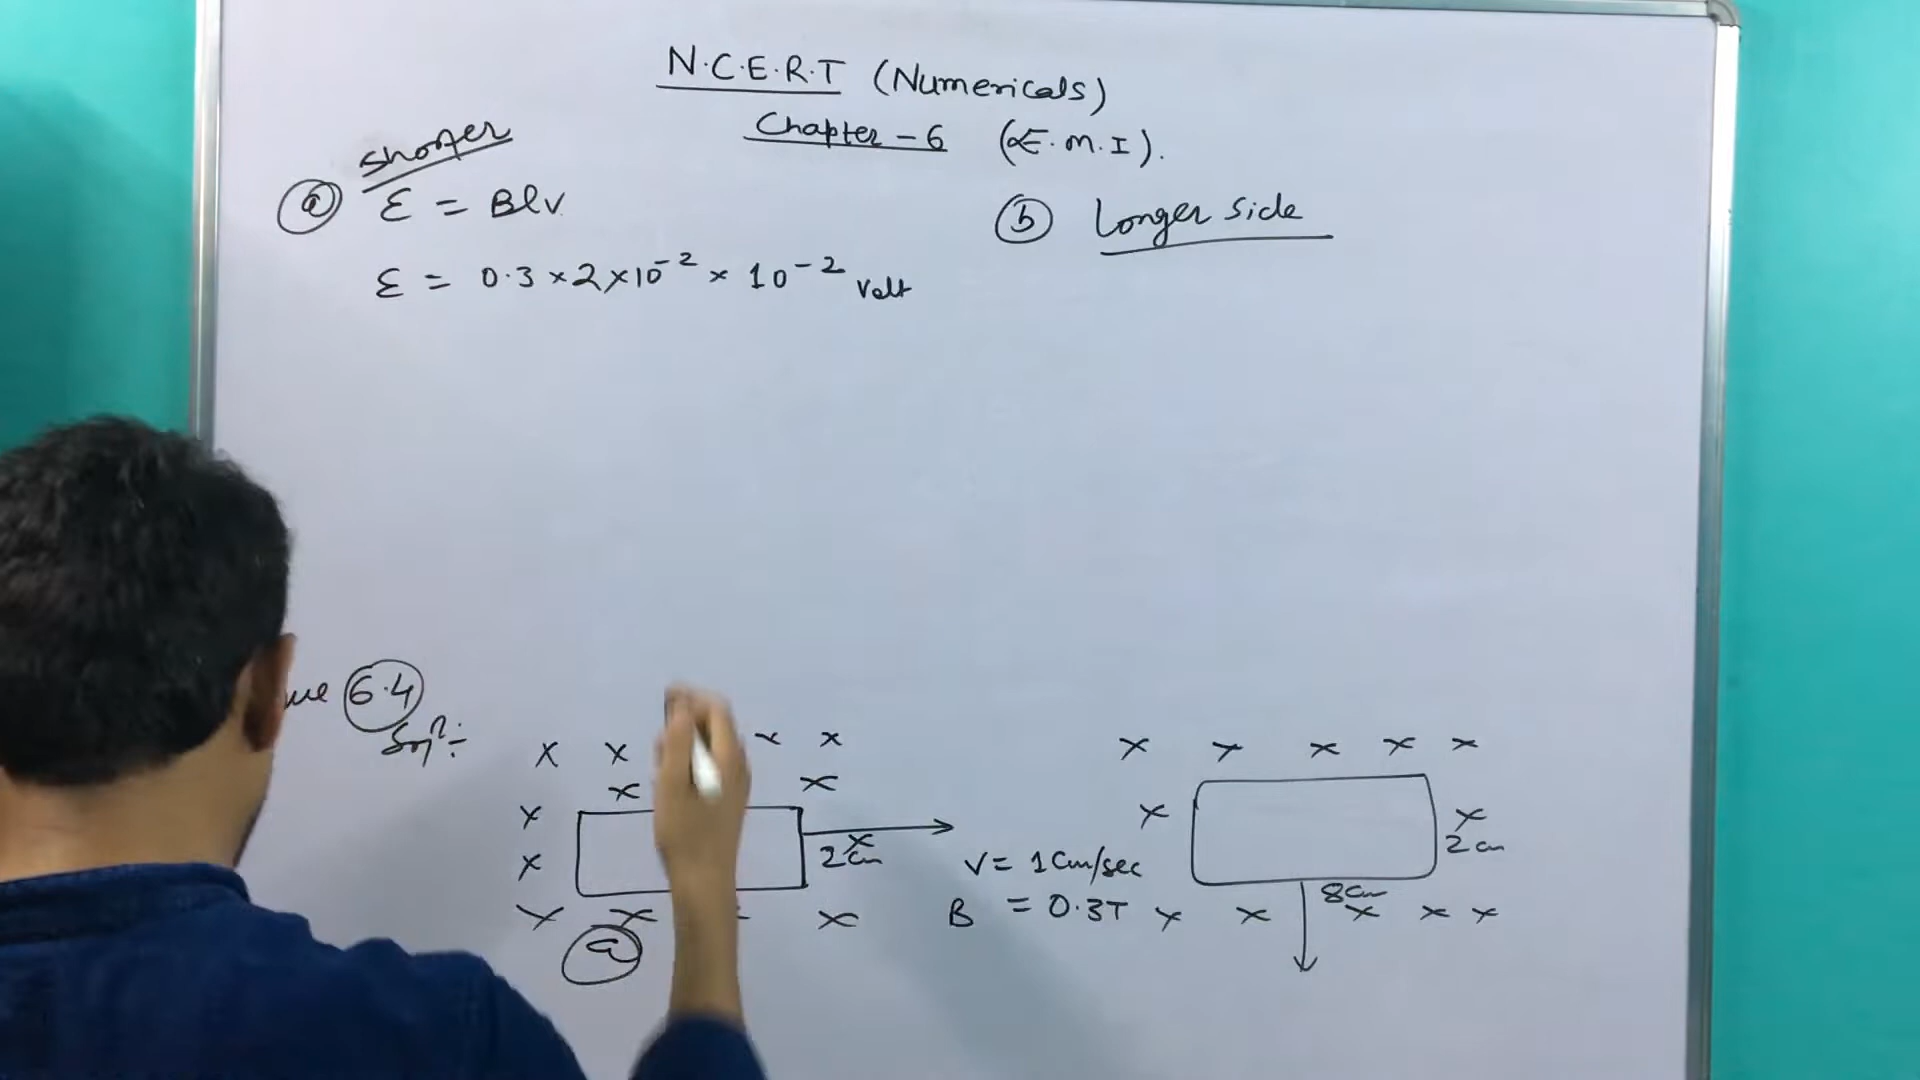 N.C.E.R.T (Numericals)
Chapter - 6 (E.M.I).
shorter
ⓐ ε = Blv
ε = 0.3 × 2 × 10⁻² × 10⁻² Volt
ⓑ Longer side
6.4
Solⁿ:-
x x x x
x x
x
x
2cm
x
x x x
ⓐ
V = 1 cm/sec
B = 0.3T
x x x x x
x x
2cm
8cm
x x x x x